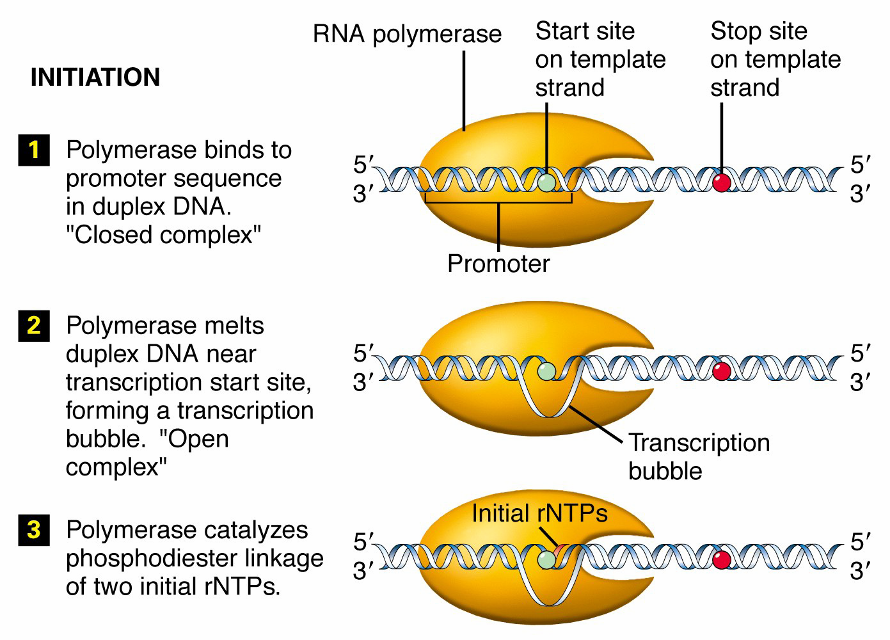 RNA polymerase
Start site
on template
strand
Stop site
on template
strand
INITIATION
1 Polymerase binds to
promoter sequence
in duplex DNA.
"Closed complex"
5′ 5′
3′ 3′
Promoter
2 Polymerase melts
duplex DNA near
transcription start site,
forming a transcription
bubble. "Open
complex"
5′ 5′
3′ 3′
Transcription
bubble
3 Polymerase catalyzes
phosphodiester linkage
of two initial rNTPs.
Initial rNTPs
5′ 5′
3′ 3′